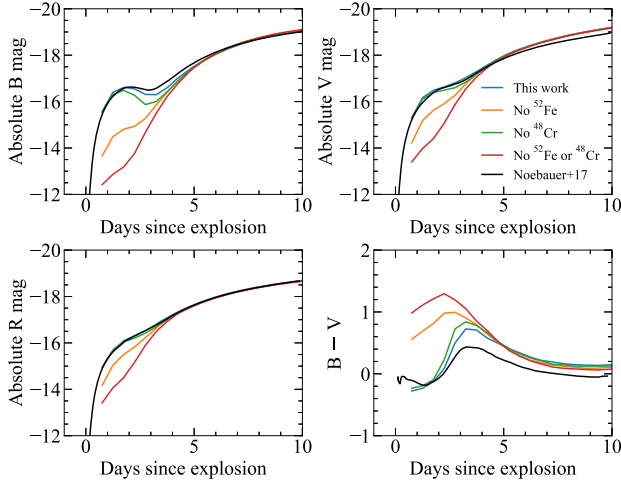 −20
−18
−16
−14
−12
Absolute B mag
0
5
10
Days since explosion
−20
−18
−16
−14
−12
Absolute V mag
This work
No ⁵²Fe
No ⁴⁸Cr
No ⁵²Fe or ⁴⁸Cr
Noebauer+17
0
5
10
Days since explosion
−20
−18
−16
−14
−12
Absolute R mag
0
5
10
Days since explosion
2
1
0
−1
B − V
0
5
10
Days since explosion